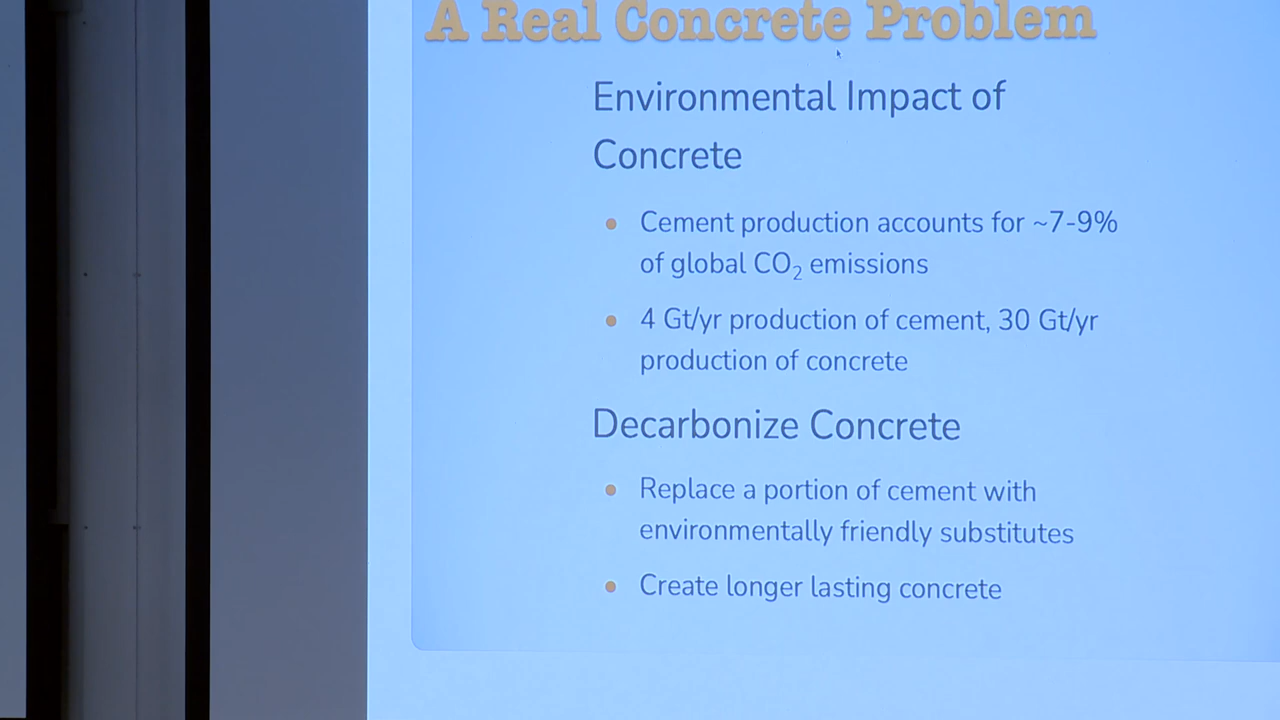 A Real Concrete Problem
Environmental Impact of
Concrete
Cement production accounts for ~7-9%
of global CO₂ emissions
4 Gt/yr production of cement, 30 Gt/yr
production of concrete
Decarbonize Concrete
Replace a portion of cement with
environmentally friendly substitutes
Create longer lasting concrete